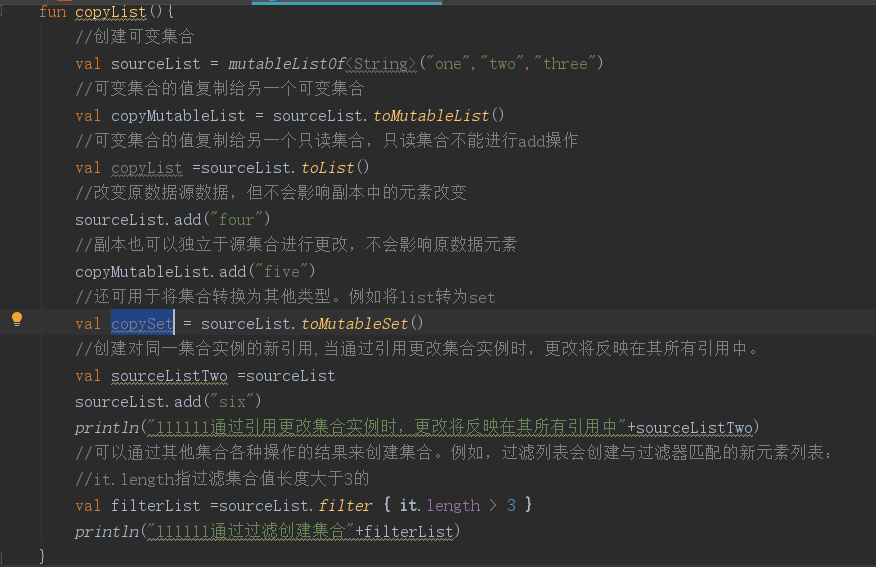 fun copyList(){
//创建可变集合
val sourceList = mutableListOf<String>("one","two","three")
//可变集合的值复制给另一个可变集合
val copyMutableList = sourceList.toMutableList()
//可变集合的值复制给另一个只读集合，只读集合不能进行add操作
val copyList =sourceList.toList()
//改变原数据源数据，但不会影响副本中的元素改变
sourceList.add("four")
//副本也可以独立于源集合进行更改，不会影响原数据元素
copyMutableList.add("five")
//还可用于将集合转换为其他类型。例如将list转为set
val copySet = sourceList.toMutableSet()
//创建对同一集合实例的新引用,当通过引用更改集合实例时，更改将反映在其所有引用中。
val sourceListTwo =sourceList
sourceList.add("six")
println("llllll通过引用更改集合实例时，更改将反映在其所有引用中"+sourceListTwo)
//可以通过其他集合各种操作的结果来创建集合。例如，过滤列表会创建与过滤器匹配的新元素列表：
//it.length指过滤集合值长度大于3的
val filterList =sourceList.filter { it.length > 3 }
println("llllll通过过滤创建集合"+filterList)
}